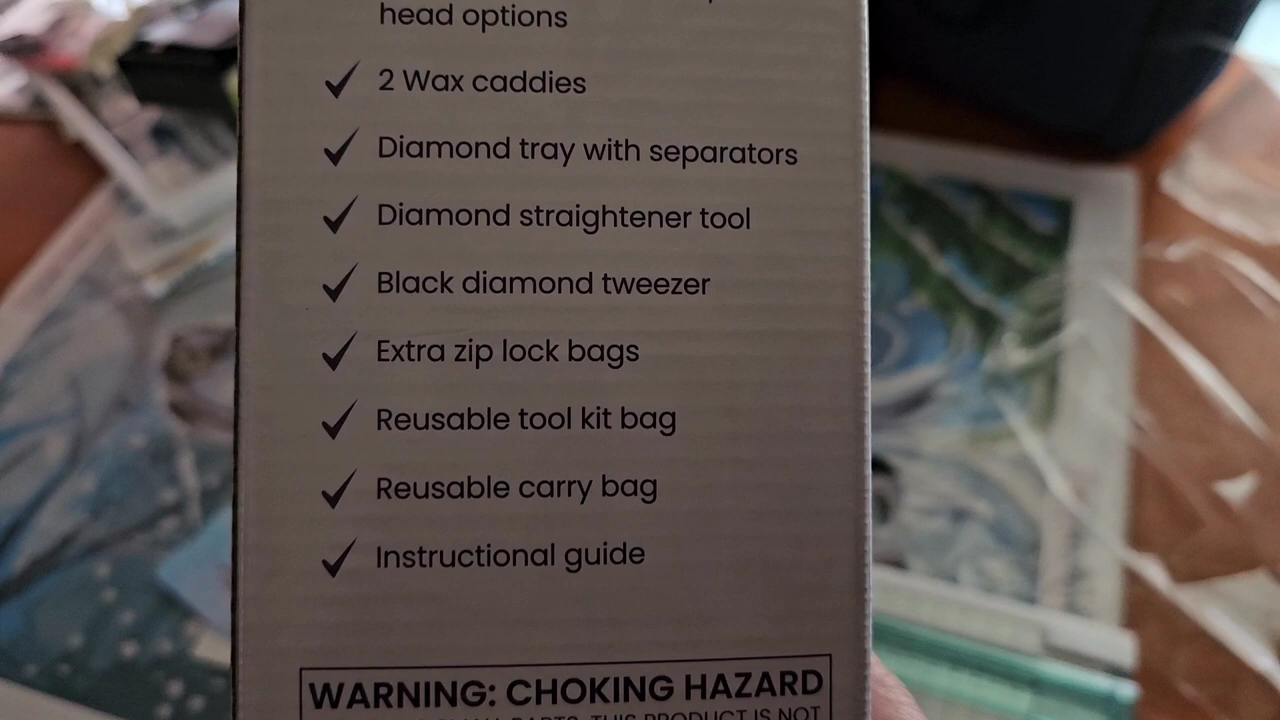 head options
2 Wax caddies
Diamond tray with separators
Diamond straightener tool
Black diamond tweezer
Extra zip lock bags
Reusable tool kit bag
Reusable carry bag
Instructional guide
WARNING: CHOKING HAZARD
PARTS. THIS PRODUCT IS NOT